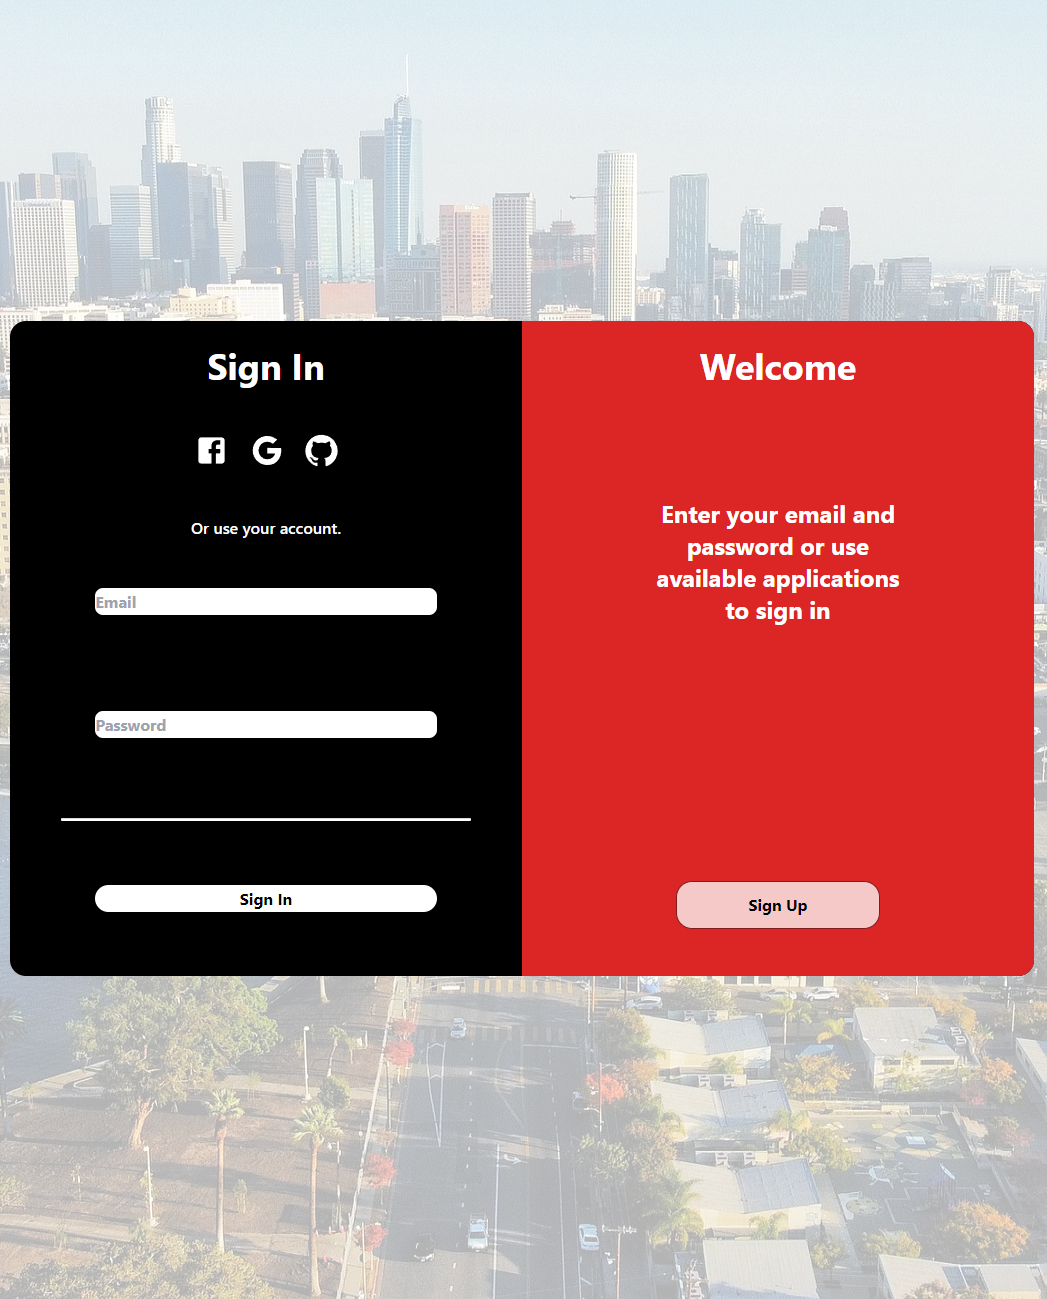 Sign In
Or use your account.
Email
Password
Sign In
Welcome
Enter your email and
password or use
available applications
to sign in
Sign Up